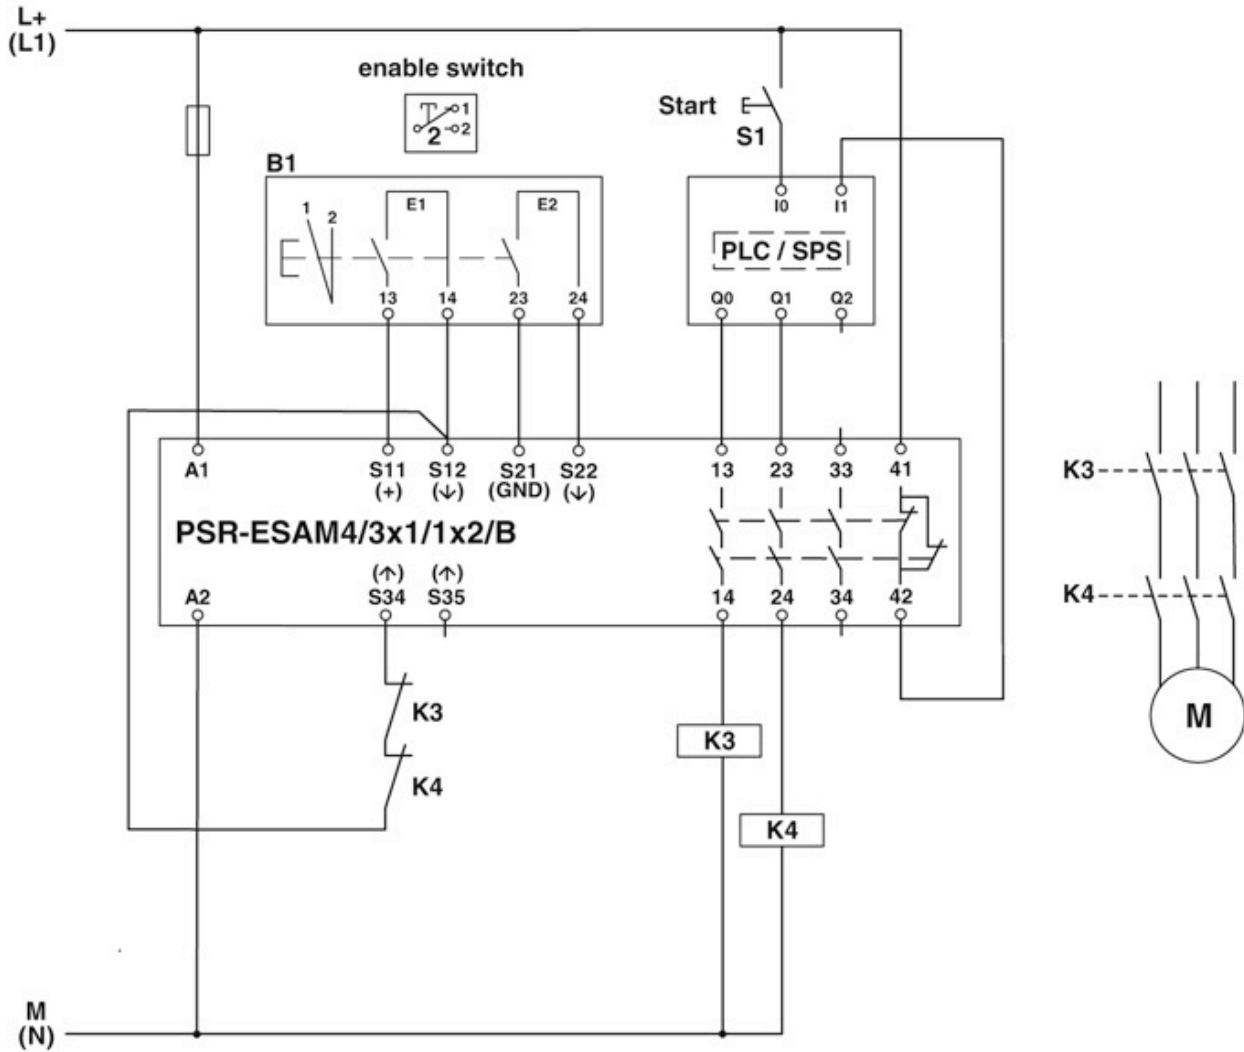 L+
(L1)
enable switch
1
2 2
Start
S1
B1
1 2 E1 E2
I0 I1
PLC / SPS
13 14 23 24
Q0 Q1 Q2
A1 S11 S12 S21 S22 13 23 33 41
(+) (↓) (GND) (↓)
K3
PSR-ESAM4/3x1/1x2/B
(↑) (↑)
A2 S34 S35 14 24 34 42
K4
K3
K3
M
K4
K4
M
(N)